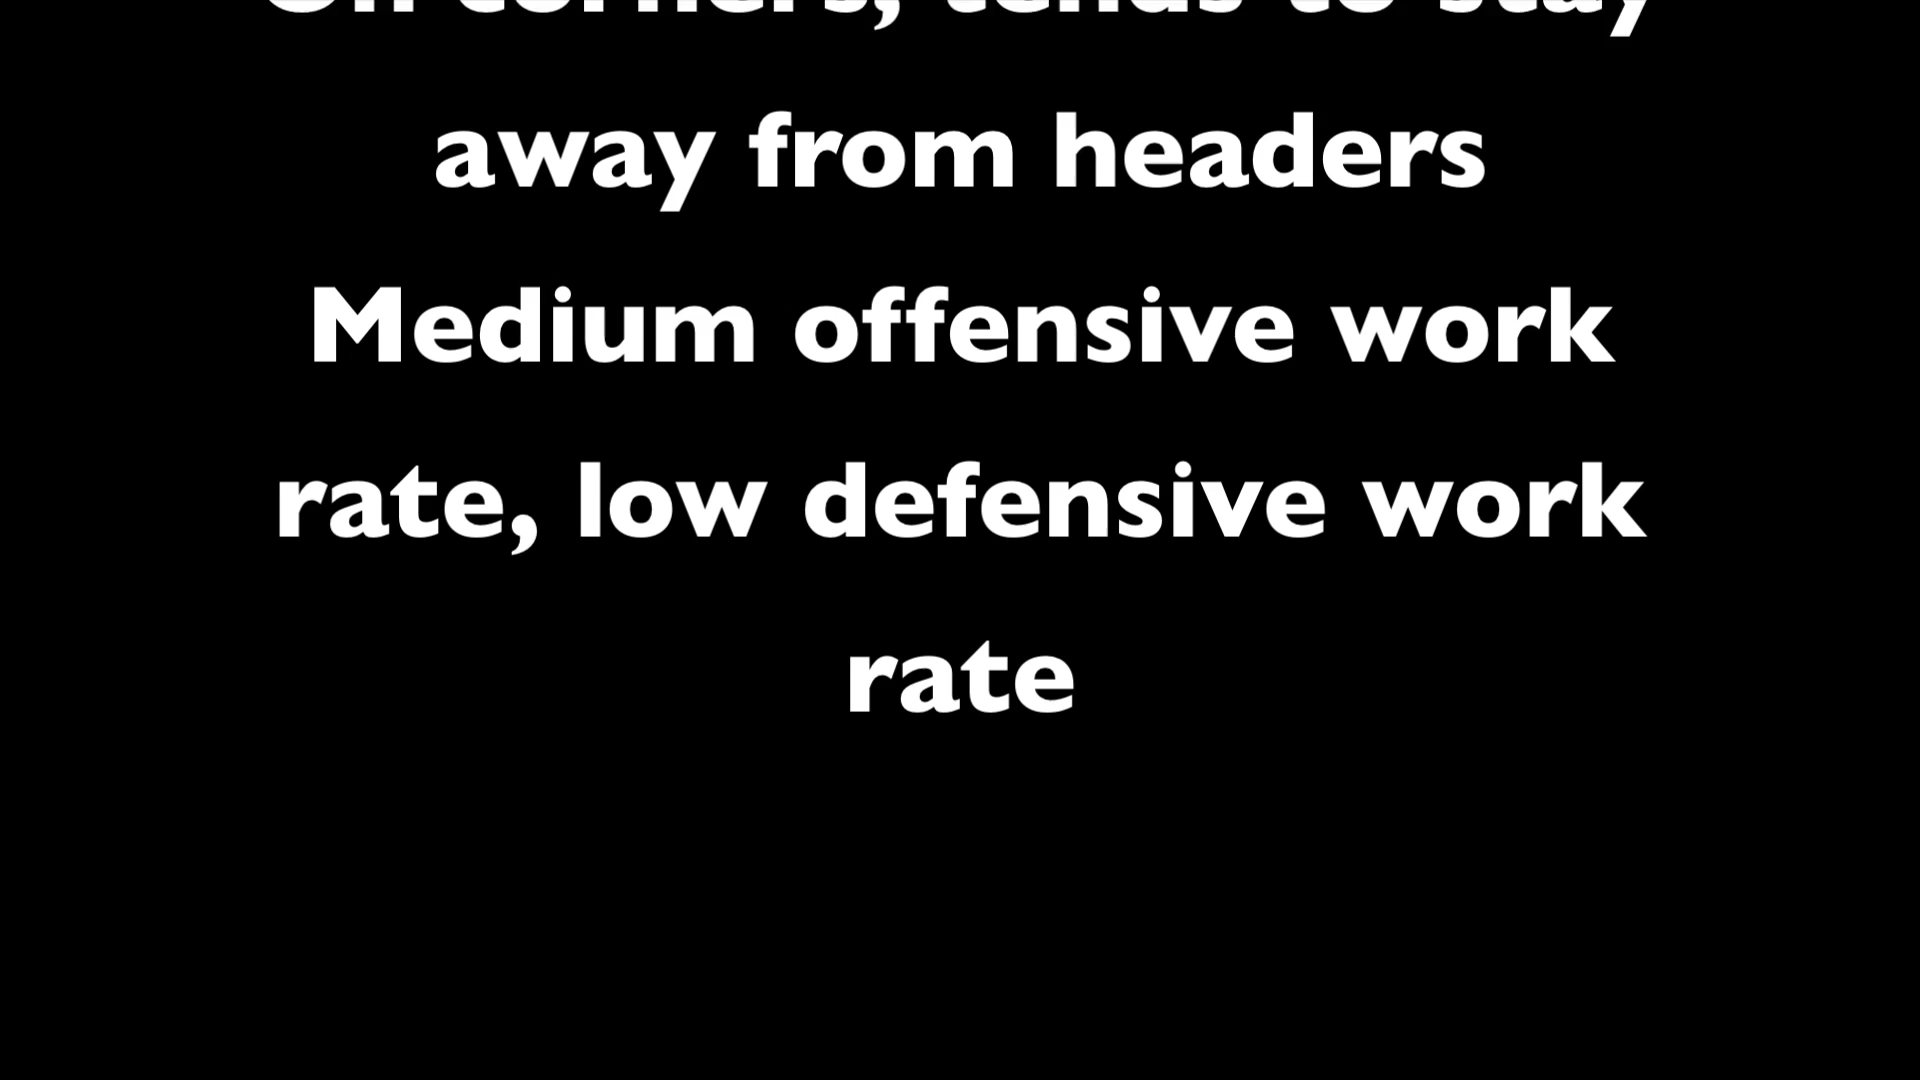 On corners, tends to stay
away from headers
Medium offensive work
rate, low defensive work
rate